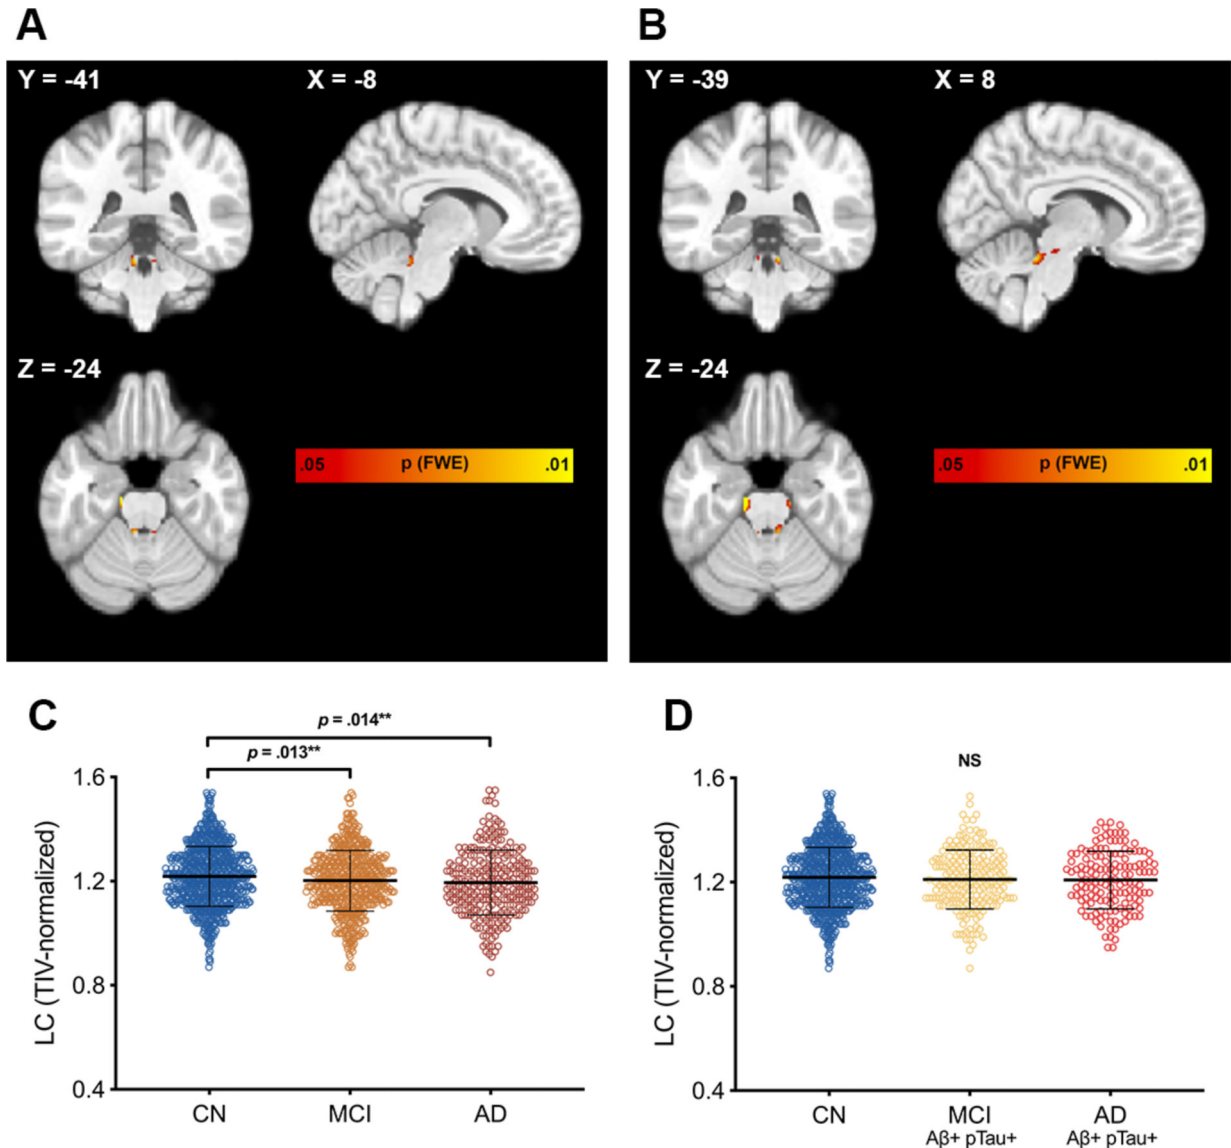 A
B
Y = -41
X = -8
Y = -39
X = 8
Z = -24
Z = -24
.05 p (FWE) .01
.05 p (FWE) .01
C
D
p = .014**
p = .013**
NS
LC (TIV-normalized)
1.6
1.2
0.8
0.4
CN
MCI
AD
LC (TIV-normalized)
1.6
1.2
0.8
0.4
CN
MCI
Aβ+ pTau+
AD
Aβ+ pTau+